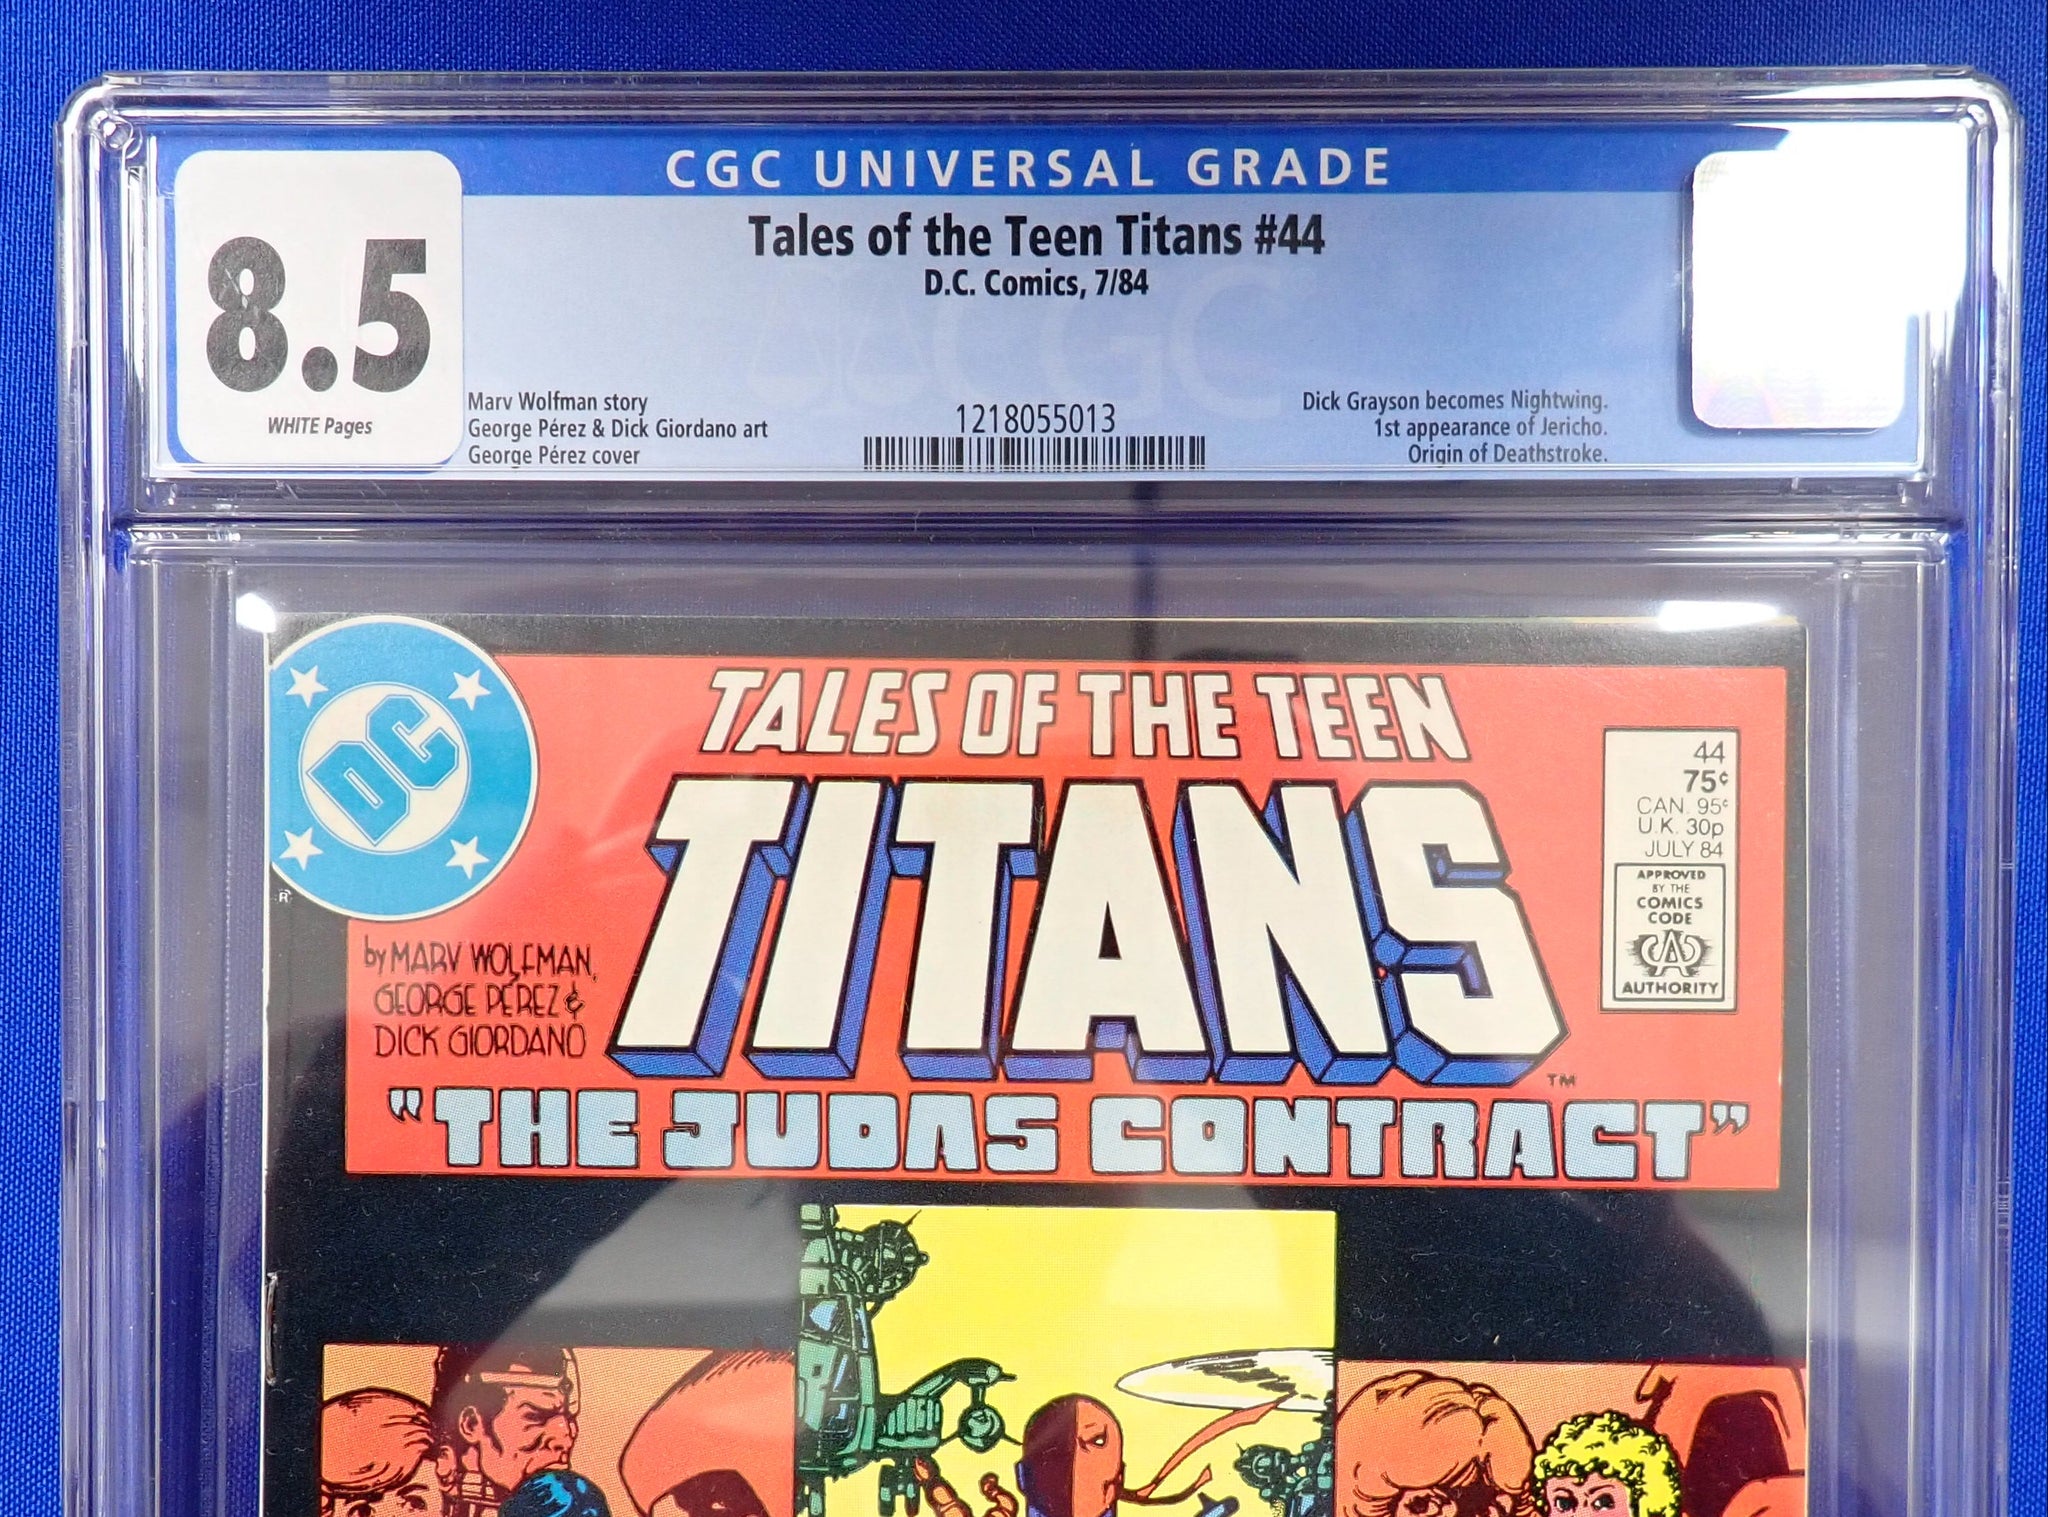 CGC UNIVERSAL GRADE
8.5
WHITE Pages
Tales of the Teen Titans #44
D.C. Comics, 7/84
Marv Wolfman story
George Pérez & Dick Giordano art
George Pérez cover
1218055013
Dick Grayson becomes Nightwing.
1st appearance of Jericho.
Origin of Deathstroke.
CGC
DC
®
TALES OF THE TEEN
TITANS
TM
by MARV WOLFMAN,
GEORGE PÉREZ &
DICK GIORDANO
"THE JUDAS CONTRACT"
44
75¢
CAN. 95¢
U.K. 30p
JULY 84
APPROVED
BY THE
COMICS
CODE
CA
AUTHORITY